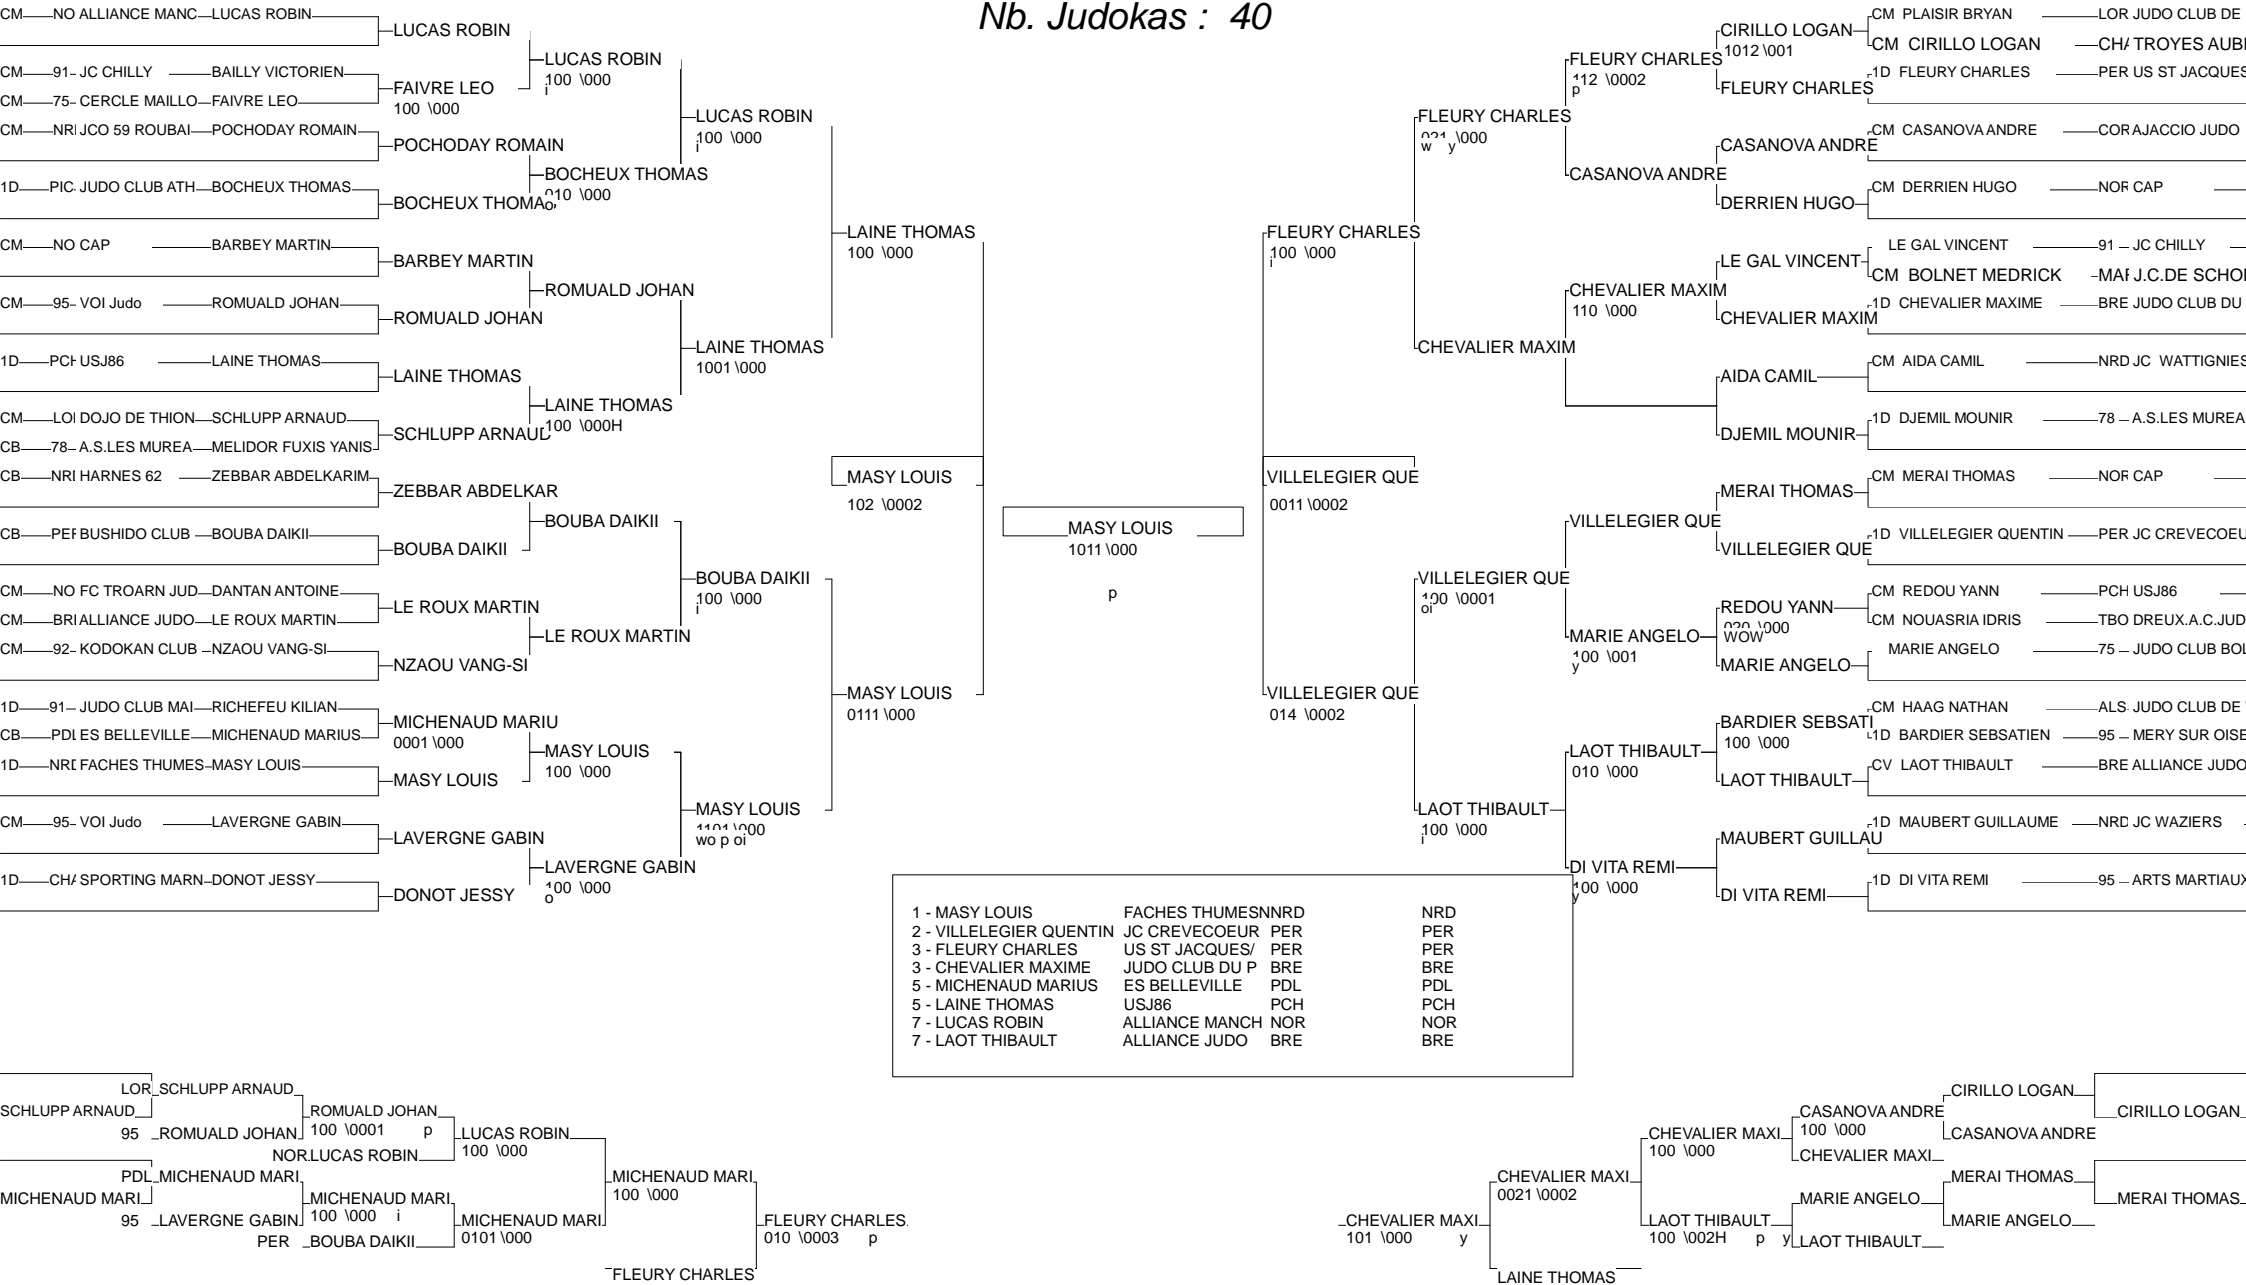 Nb. Judokas :  40
CM NO ALLIANCE MANC LUCAS ROBIN
CM 91 JC CHILLY BAILLY VICTORIEN
CM 75 CERCLE MAILLO FAIVRE LEO
CM NRI JCO 59 ROUBAI POCHODAY ROMAIN
1D PIC JUDO CLUB ATH BOCHEUX THOMAS
CM NO CAP BARBEY MARTIN
CM 95 VOI Judo ROMUALD JOHAN
1D PCH USJ86 LAINE THOMAS
CM LOI DOJO DE THION SCHLUPP ARNAUD
CB 78 A.S.LES MUREA MELIDOR FUXIS YANIS
CB NRI HARNES 62 ZEBBAR ABDELKARIM
CB PEF BUSHIDO CLUB BOUBA DAIKII
CM NO FC TROARN JUD DANTAN ANTOINE
CM BRI ALLIANCE JUDO LE ROUX MARTIN
CM 92 KODOKAN CLUB NZAOU VANG-SI
1D 91 JUDO CLUB MAI RICHEFEU KILIAN
CB PDL ES BELLEVILLE MICHENAUD MARIUS
1D NRD FACHES THUMES MASY LOUIS
CM 95 VOI Judo LAVERGNE GABIN
1D CHA SPORTING MARN DONOT JESSY
LUCAS ROBIN
FAIVRE LEO
100 \000
POCHODAY ROMAIN
BOCHEUX THOMAS
BARBEY MARTIN
ROMUALD JOHAN
LAINE THOMAS
SCHLUPP ARNAUD
ZEBBAR ABDELKAR
BOUBA DAIKII
LE ROUX MARTIN
NZAOU VANG-SI
MICHENAUD MARIU
0001 \000
MASY LOUIS
LAVERGNE GABIN
DONOT JESSY
LUCAS ROBIN
100 \000
i
BOCHEUX THOMAS
010 \000
o
ROMUALD JOHAN
LAINE THOMAS
100 \000H
BOUBA DAIKII
LE ROUX MARTIN
MASY LOUIS
100 \000
LAVERGNE GABIN
100 \000
o
LUCAS ROBIN
100 \000
i
LAINE THOMAS
1001 \000
BOUBA DAIKII
100 \000
i
MASY LOUIS
1101 \000
wo p oi
LAINE THOMAS
100 \000
MASY LOUIS
102 \0002
MASY LOUIS
0111 \000
MASY LOUIS
1011 \000
p
FLEURY CHARLES
100 \000
i
VILLELEGIER QUE
0011 \0002
VILLELEGIER QUE
014 \0002
FLEURY CHARLES
021 \000
w y
CHEVALIER MAXIM
VILLELEGIER QUE
100 \0001
oi
LAOT THIBAULT
100 \000
i
FLEURY CHARLES
112 \0002
p
CASANOVA ANDRE
CHEVALIER MAXIM
110 \000
VILLELEGIER QUE
MARIE ANGELO
100 \001
y
LAOT THIBAULT
010 \000
DI VITA REMI
100 \000
y
CIRILLO LOGAN
1012 \001
FLEURY CHARLES
CASANOVA ANDRE
DERRIEN HUGO
LE GAL VINCENT
CHEVALIER MAXIM
AIDA CAMIL
DJEMIL MOUNIR
MERAI THOMAS
VILLELEGIER QUE
REDOU YANN
020 \000
WOW
MARIE ANGELO
BARDIER SEBSATI
100 \000
LAOT THIBAULT
MAUBERT GUILLAU
DI VITA REMI
CM PLAISIR BRYAN LOR JUDO CLUB DE
CM CIRILLO LOGAN CHA TROYES AUB
1D FLEURY CHARLES PER US ST JACQUES
CM CASANOVA ANDRE COR AJACCIO JUDO
CM DERRIEN HUGO NOR CAP
LE GAL VINCENT 91 JC CHILLY
CM BOLNET MEDRICK MAR J.C.DE SCHO
1D CHEVALIER MAXIME BRE JUDO CLUB DU
CM AIDA CAMIL NRD JC WATTIGNIES
1D DJEMIL MOUNIR 78 A.S.LES MUREA
CM MERAI THOMAS NOR CAP
1D VILLELEGIER QUENTIN PER JC CREVECOEU
CM REDOU YANN PCH USJ86
CM NOUASRIA IDRIS TBO DREUX.A.C.JUD
MARIE ANGELO 75 JUDO CLUB BOL
CM HAAG NATHAN ALS JUDO CLUB DE
1D BARDIER SEBSATIEN 95 MERY SUR OISE
CV LAOT THIBAULT BRE ALLIANCE JUDO
1D MAUBERT GUILLAUME NRD JC WAZIERS
1D DI VITA REMI 95 ARTS MARTIAUX
1 - MASY LOUIS FACHES THUMESN NRD NRD
2 - VILLELEGIER QUENTIN JC CREVECOEUR PER PER
3 - FLEURY CHARLES US ST JACQUES/ PER PER
3 - CHEVALIER MAXIME JUDO CLUB DU P BRE BRE
5 - MICHENAUD MARIUS ES BELLEVILLE PDL PDL
5 - LAINE THOMAS USJ86 PCH PCH
7 - LUCAS ROBIN ALLIANCE MANCH NOR NOR
7 - LAOT THIBAULT ALLIANCE JUDO BRE BRE
LOR SCHLUPP ARNAUD
SCHLUPP ARNAUD
95 ROMUALD JOHAN
ROMUALD JOHAN
100 \0001 p
NOR LUCAS ROBIN
LUCAS ROBIN
100 \000
PDL MICHENAUD MARI
MICHENAUD MARI
95 LAVERGNE GABIN
MICHENAUD MARI
100 \000 i
PER BOUBA DAIKII
MICHENAUD MARI
0101 \000
MICHENAUD MARI
100 \000
FLEURY CHARLES
FLEURY CHARLES
010 \0003 p
CHEVALIER MAXI
101 \000 y
CHEVALIER MAXI
0021 \0002
LAINE THOMAS
CHEVALIER MAXI
100 \000
LAOT THIBAULT
100 \002H p y
CASANOVA ANDRE
100 \000
CHEVALIER MAXI
MARIE ANGELO
LAOT THIBAULT
CIRILLO LOGAN
CASANOVA ANDRE
MERAI THOMAS
MARIE ANGELO
CIRILLO LOGAN
MERAI THOMAS